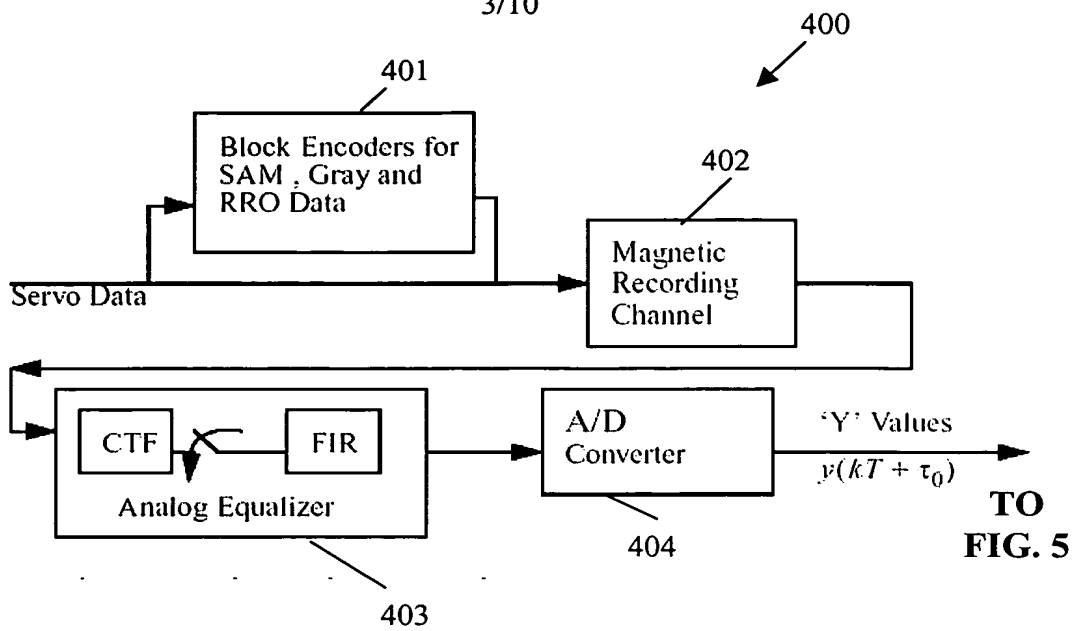 3/10
400
401
Block Encoders for
SAM , Gray and
RRO Data
402
Magnetic
Recording
Channel
Servo Data
CTF
FIR
Analog Equalizer
A/D
Converter
'Y' Values
y(kT + τ₀)
TO
FIG. 5
404
403